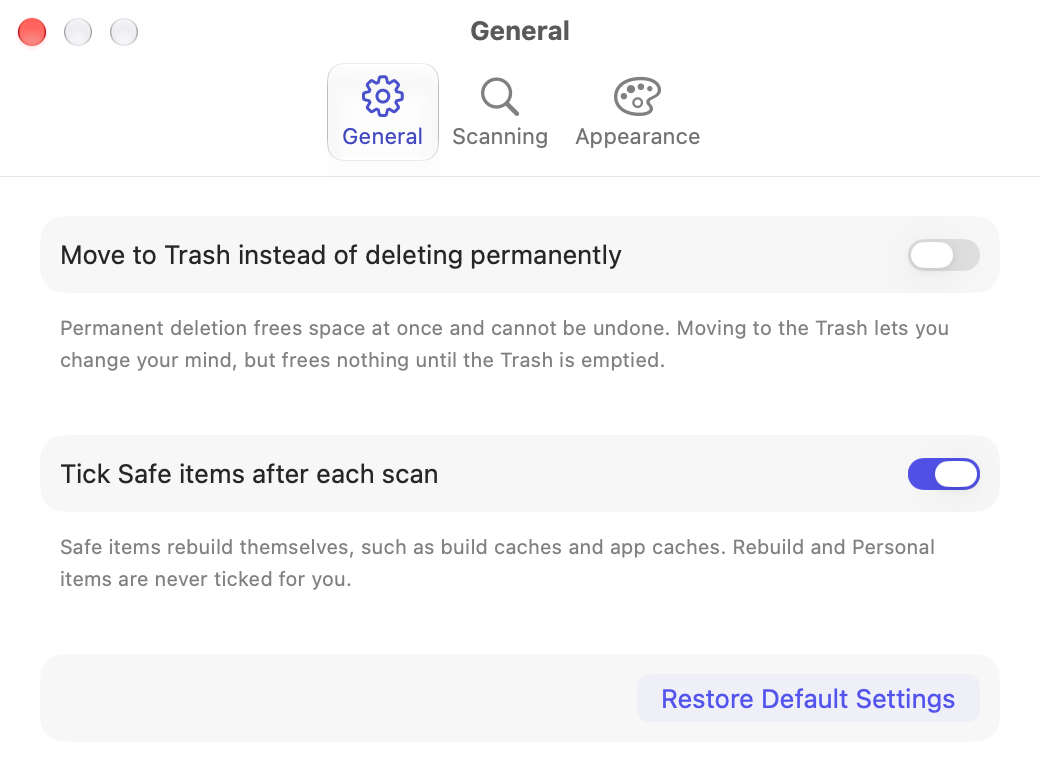 General
General
Scanning
Appearance
Move to Trash instead of deleting permanently
Permanent deletion frees space at once and cannot be undone. Moving to the Trash lets you
change your mind, but frees nothing until the Trash is emptied.
Tick Safe items after each scan
Safe items rebuild themselves, such as build caches and app caches. Rebuild and Personal
items are never ticked for you.
Restore Default Settings